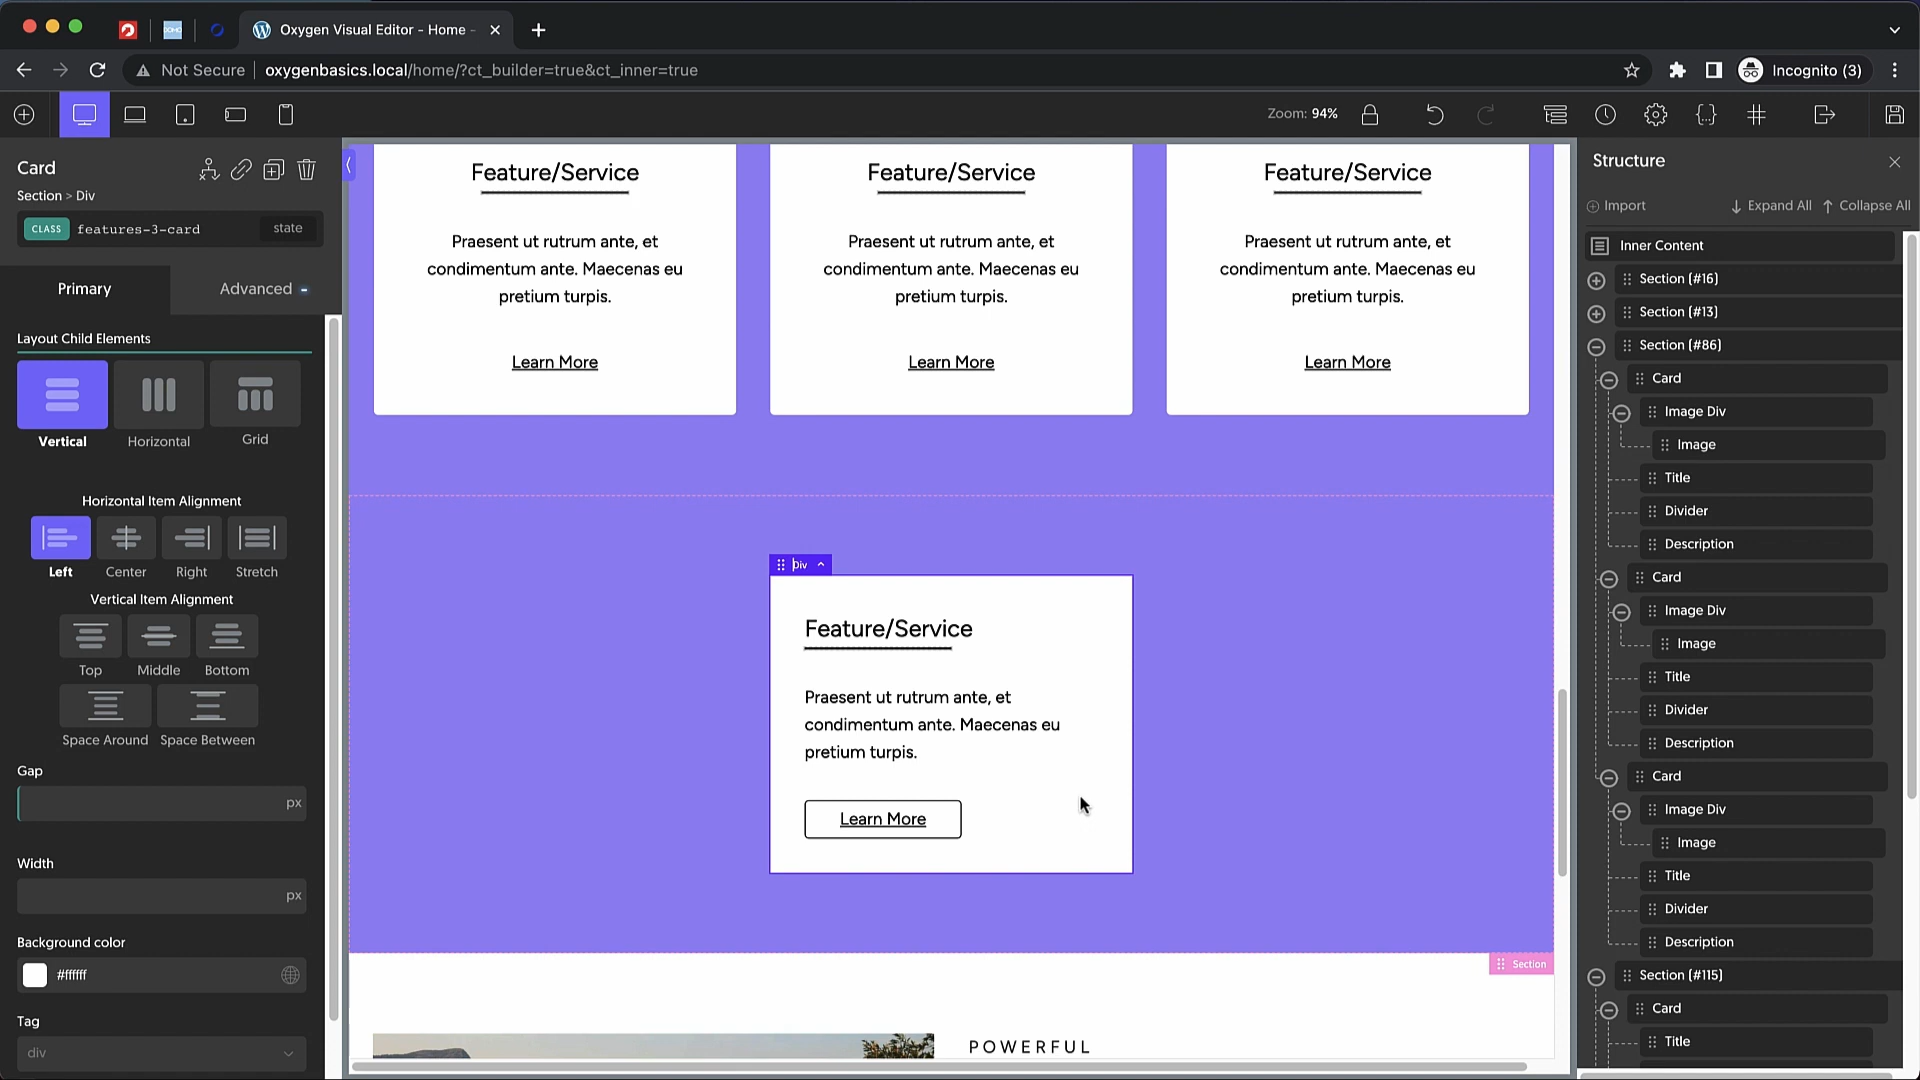 Oxygen Visual Editor - Home -
Not Secure
oxygenbasics.local/home/?ct_builder=true&ct_inner=true
Incognito (3)
Zoom: 94%
Card
Section > Div
CLASS features-3-card state
Primary
Advanced
Layout Child Elements
Vertical
Horizontal
Grid
Horizontal Item Alignment
Left
Center
Right
Stretch
Vertical Item Alignment
Top
Middle
Bottom
Space Around
Space Between
Gap
px
Width
px
Background color
#ffffff
Tag
div
Feature/Service
Praesent ut rutrum ante, et
condimentum ante. Maecenas eu
pretium turpis.
Learn More
Feature/Service
Praesent ut rutrum ante, et
condimentum ante. Maecenas eu
pretium turpis.
Learn More
Feature/Service
Praesent ut rutrum ante, et
condimentum ante. Maecenas eu
pretium turpis.
Learn More
Div
Feature/Service
Praesent ut rutrum ante, et
condimentum ante. Maecenas eu
pretium turpis.
Learn More
Section
POWERFUL
Structure
Import
Expand All
Collapse All
Inner Content
Section (#16)
Section (#13)
Section (#86)
Card
Image Div
Image
Title
Divider
Description
Card
Image Div
Image
Title
Divider
Description
Card
Image Div
Image
Title
Divider
Description
Section (#115)
Card
Title